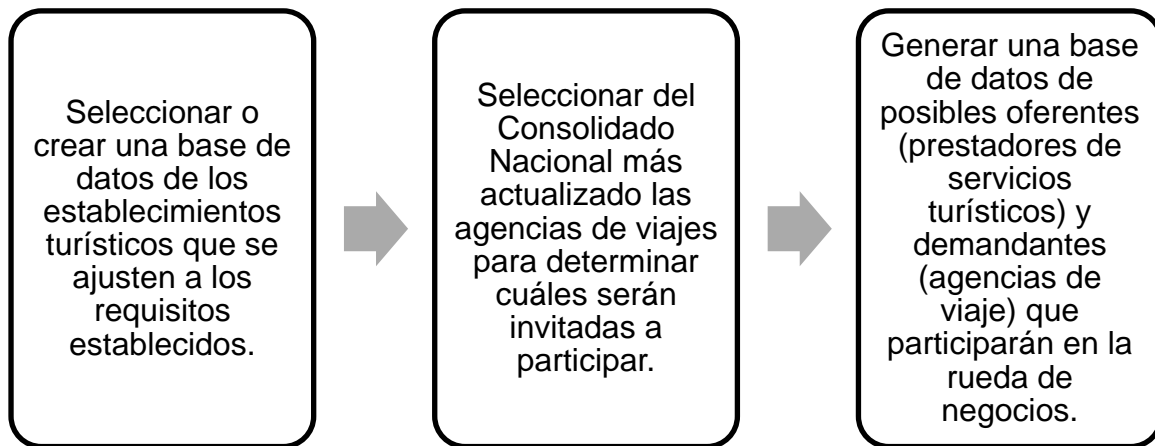 Seleccionar o
crear una base de
datos de los
establecimientos
turísticos que se
ajusten a los
requisitos
establecidos.
Seleccionar del
Consolidado
Nacional más
actualizado las
agencias de viajes
para determinar
cuáles serán
invitadas a
participar.
Generar una base
de datos de
posibles oferentes
(prestadores de
servicios
turísticos) y
demandantes
(agencias de
viaje) que
participarán en la
rueda de
negocios.